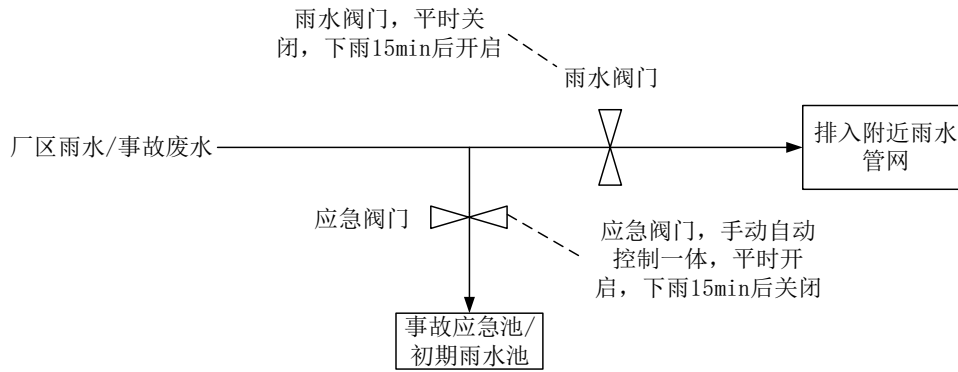 雨水阀门，平时关
闭，下雨15min后开启
雨水阀门
厂区雨水/事故废水
排入附近雨水
管网
应急阀门
应急阀门，手动自动
控制一体，平时开
启，下雨15min后关闭
事故应急池/
初期雨水池